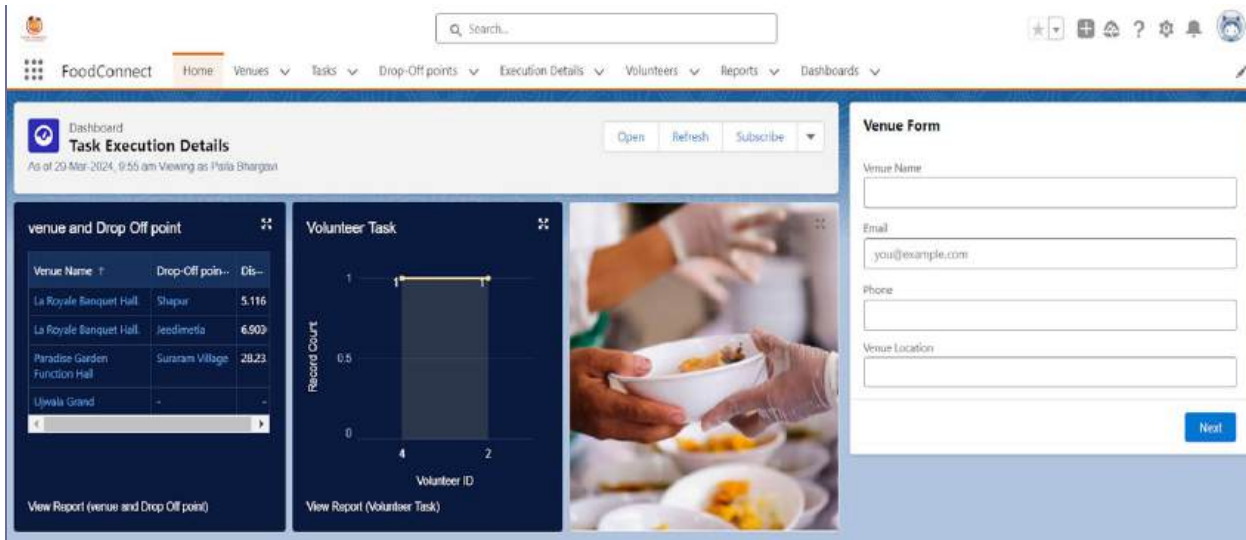 Search...
FoodConnect
Home
Venues
Tasks
Drop-Off points
Execution Details
Volunteers
Reports
Dashboards
Dashboard
Task Execution Details
As of 29-Mar-2024, 9:55 am Viewing as Paila Bhargavi
Open
Refresh
Subscribe
venue and Drop Off point
Venue Name ↑ Drop-Off poin... Dis...
La Royale Banquet Hall. Shapur 5.116
La Royale Banquet Hall. Jeedimetla 6.903
Paradise Garden
Function Hall
Suraram Village 28.23
Ujwala Grand - -
View Report (venue and Drop Off point)
Volunteer Task
Record Count
1
0.5
0
1 1
4 2
Volunteer ID
View Report (Volunteer Task)
Venue Form
Venue Name
Email
you@example.com
Phone
Venue Location
Next